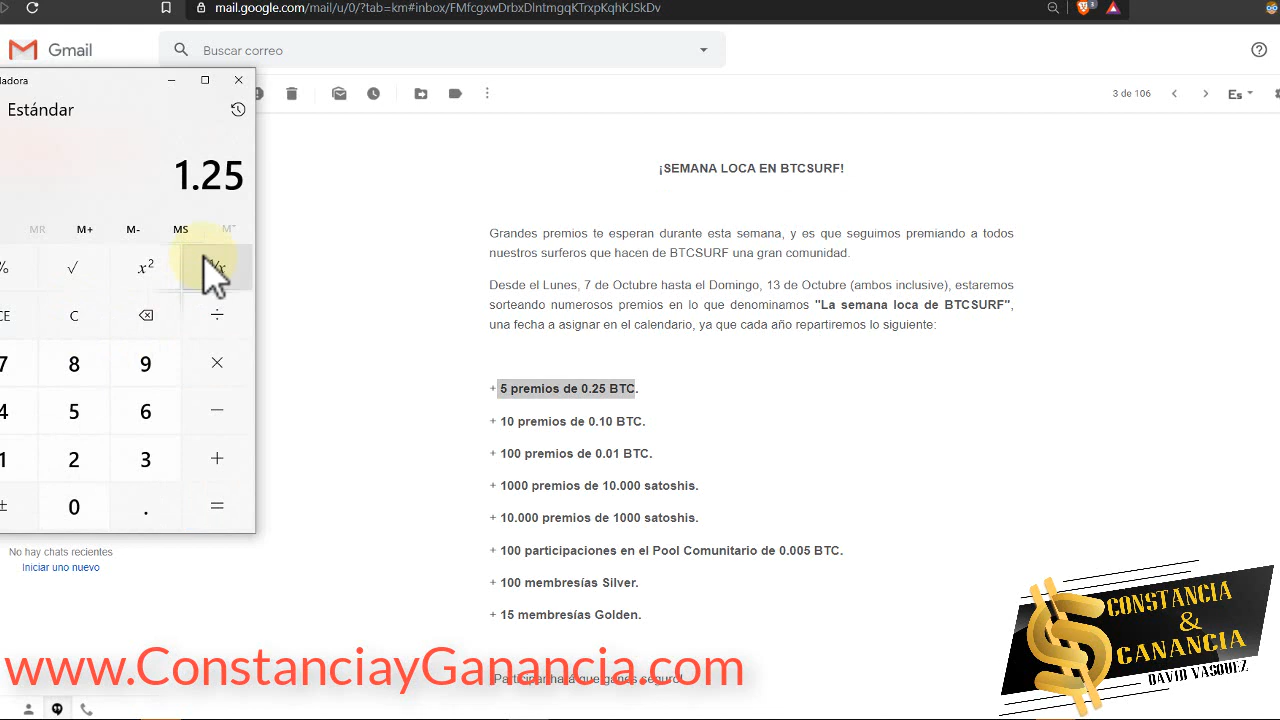 mail.google.com/mail/u/0/?tab=km#inbox/FMfcgxwDrbxDlntmgqKTrxpKqhKJSkDv
Gmail
Buscar correo
ladora
Estándar
3 de 106
Es
1.25
MR M+ M- MS M˅
% √ x² ⅟x
CE C ÷
7 8 9 ×
4 5 6 −
1 2 3 +
± 0 . =
¡SEMANA LOCA EN BTCSURF!
Grandes premios te esperan durante esta semana, y es que seguimos premiando a todos
nuestros surferos que hacen de BTCSURF una gran comunidad.
Desde el Lunes, 7 de Octubre hasta el Domingo, 13 de Octubre (ambos inclusive), estaremos
sorteando numerosos premios en lo que denominamos "La semana loca de BTCSURF",
una fecha a asignar en el calendario, ya que cada año repartiremos lo siguiente:
+ 5 premios de 0.25 BTC.
+ 10 premios de 0.10 BTC.
+ 100 premios de 0.01 BTC.
+ 1000 premios de 10.000 satoshis.
+ 10.000 premios de 1000 satoshis.
+ 100 participaciones en el Pool Comunitario de 0.005 BTC.
+ 100 membresías Silver.
+ 15 membresías Golden.
No hay chats recientes
Iniciar uno nuevo
www.ConstanciayGanancia.com
CONSTANCIA
&
GANANCIA
DAVID VASQUEZ